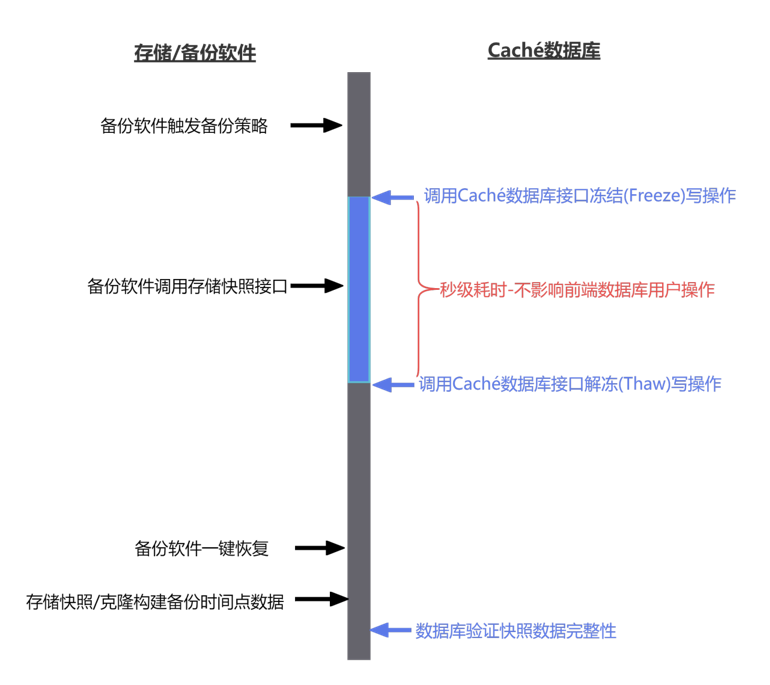 存储/备份软件
Caché数据库
备份软件触发备份策略
调用Caché数据库接口冻结(Freeze)写操作
备份软件调用存储快照接口
秒级耗时-不影响前端数据库用户操作
调用Caché数据库接口解冻(Thaw)写操作
备份软件一键恢复
存储快照/克隆构建备份时间点数据
数据库验证快照数据完整性